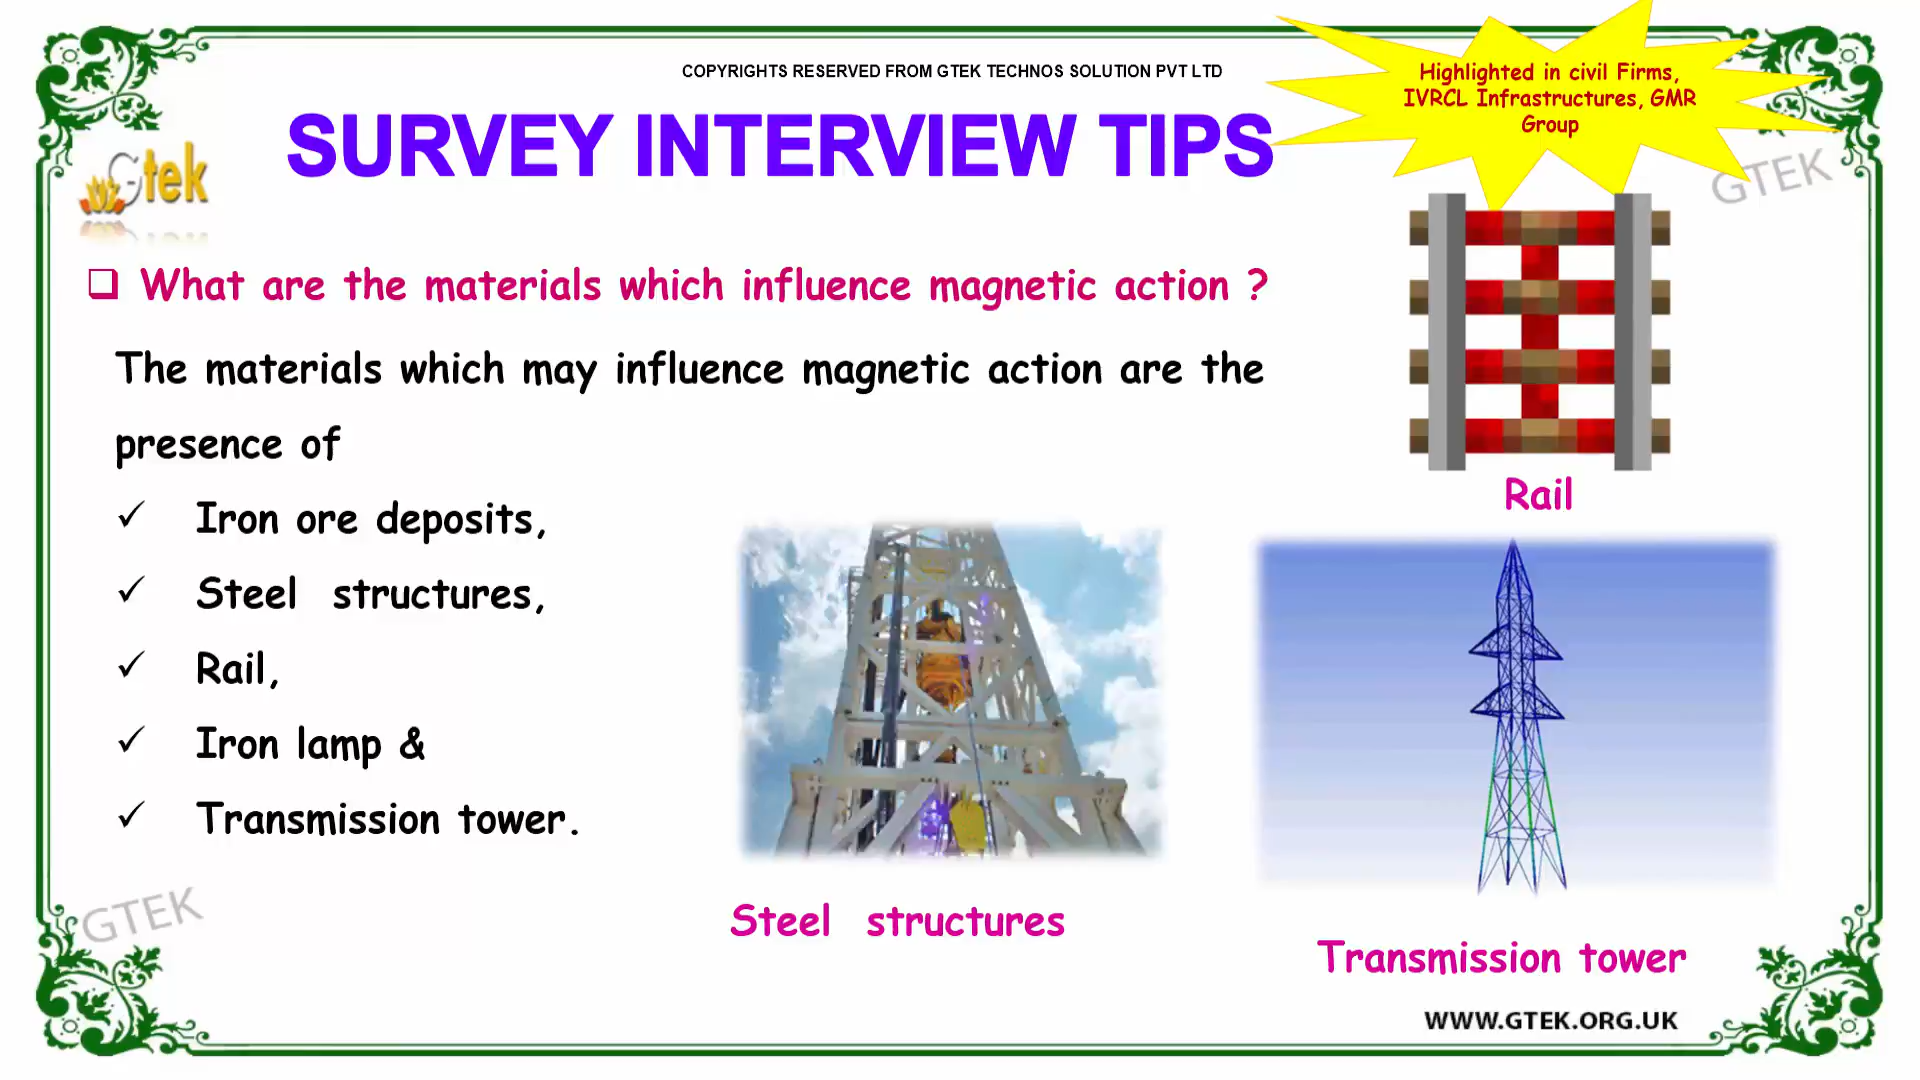 COPYRIGHTS RESERVED FROM GTEK TECHNOS SOLUTION PVT LTD
Highlighted in civil Firms,
IVRCL Infrastructures, GMR
Group
SURVEY INTERVIEW TIPS
Gtek
GTEK
What are the materials which influence magnetic action ?
The materials which may influence magnetic action are the
presence of
Iron ore deposits,
Steel structures,
Rail,
Iron lamp &
Transmission tower.
Rail
Steel structures
Transmission tower
GTEK
WWW.GTEK.ORG.UK